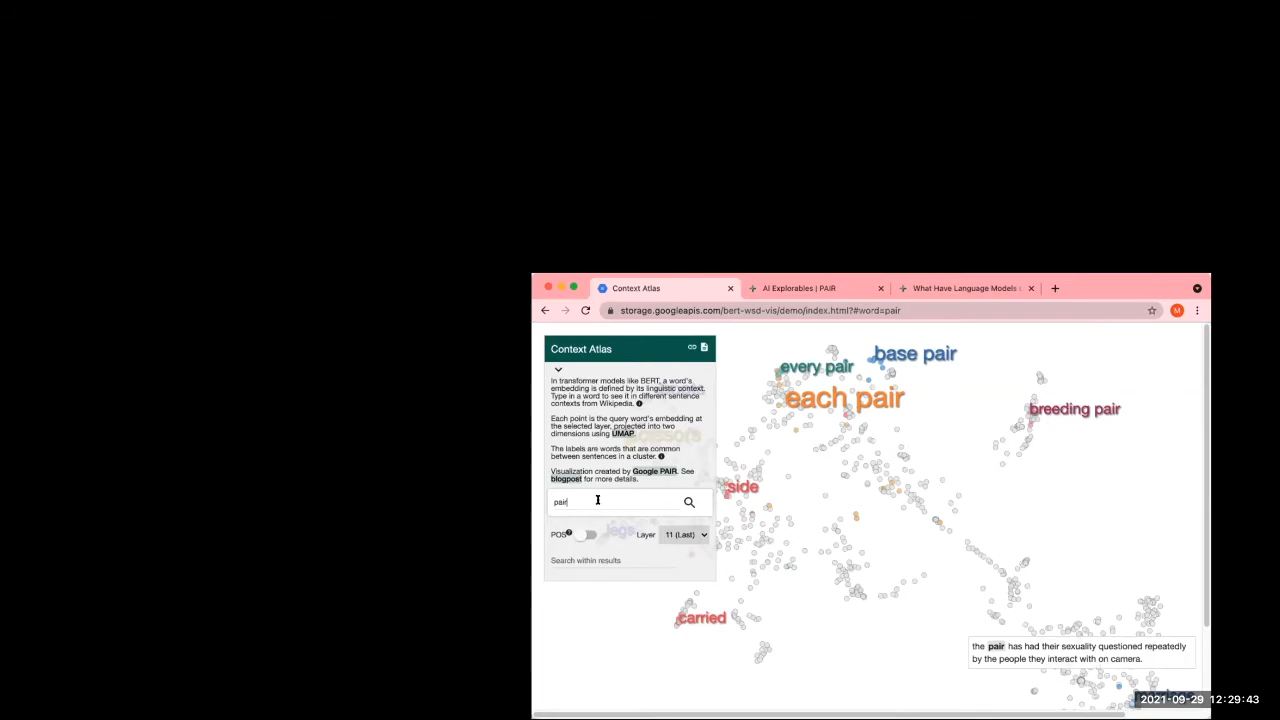 Context Atlas
AI Explorables | PAIR
What Have Language Models
storage.googleapis.com/bert-wsd-vis/demo/index.html?#word=pair
M
Context Atlas
In transformer models like BERT, a word's
embedding is defined by its linguistic context.
Type in a word to see it in different sentence
contexts from Wikipedia.
Each point is the query word's embedding at
the selected layer, projected into two
dimensions using UMAP.
The labels are words that are common
between sentences in a cluster.
Visualization created by Google PAIR. See
blogpost for more details.
pair
POS
legs
Layer
11 (Last)
Search within results
every pair
base pair
each pair
breeding pair
side
carried
the pair has had their sexuality questioned repeatedly
by the people they interact with on camera.
2021-09-29 12:29:43